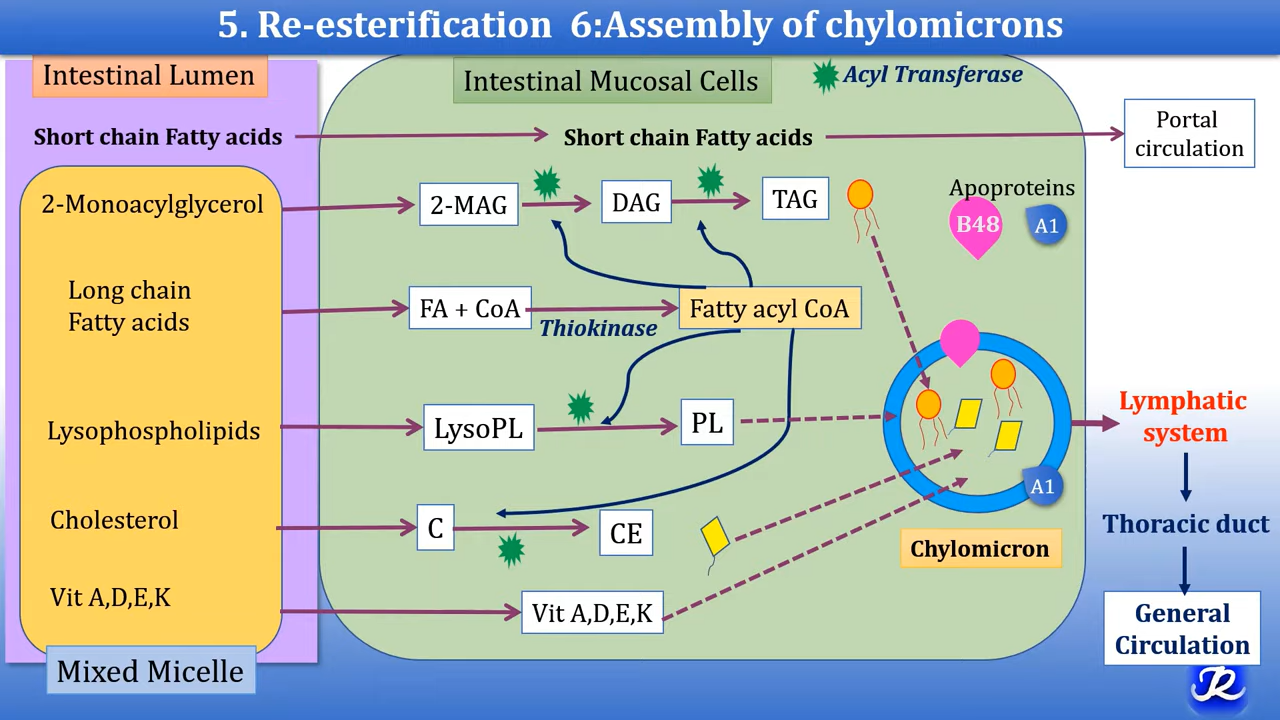 5. Re-esterification 6:Assembly of chylomicrons
Intestinal Lumen
Intestinal Mucosal Cells
Acyl Transferase
Short chain Fatty acids
Short chain Fatty acids
Portal
circulation
2-Monoacylglycerol
2-MAG
DAG
TAG
Apoproteins
B48
A1
Long chain
Fatty acids
FA + CoA
Thiokinase
Fatty acyl CoA
Lysophospholipids
LysoPL
PL
Lymphatic
system
Cholesterol
C
CE
A1
Chylomicron
Thoracic duct
Vit A,D,E,K
Vit A,D,E,K
General
Circulation
Mixed Micelle
JR